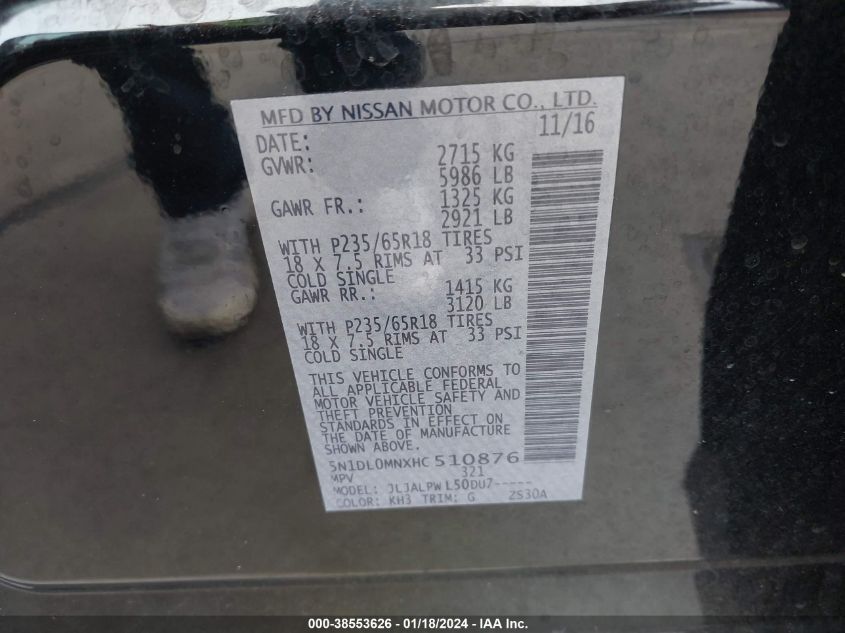 MFD BY NISSAN MOTOR CO., LTD.
DATE: 11/16
GVWR: 2715 KG
5986 LB
GAWR FR.: 1325 KG
2921 LB
WITH P235/65R18 TIRES
18 X 7.5 RIMS AT 33 PSI
COLD SINGLE
GAWR RR.: 1415 KG
3120 LB
WITH P235/65R18 TIRES
18 X 7.5 RIMS AT 33 PSI
COLD SINGLE
THIS VEHICLE CONFORMS TO
ALL APPLICABLE FEDERAL
MOTOR VEHICLE SAFETY AND
THEFT PREVENTION
STANDARDS IN EFFECT ON
THE DATE OF MANUFACTURE
SHOWN ABOVE.
5N1DL0MNXHC 510876
MPV 321
MODEL: JLJALPW L50DU7-----
COLOR: KH3 TRIM: G ZS30A
000-38553626 - 01/18/2024 - IAA Inc.